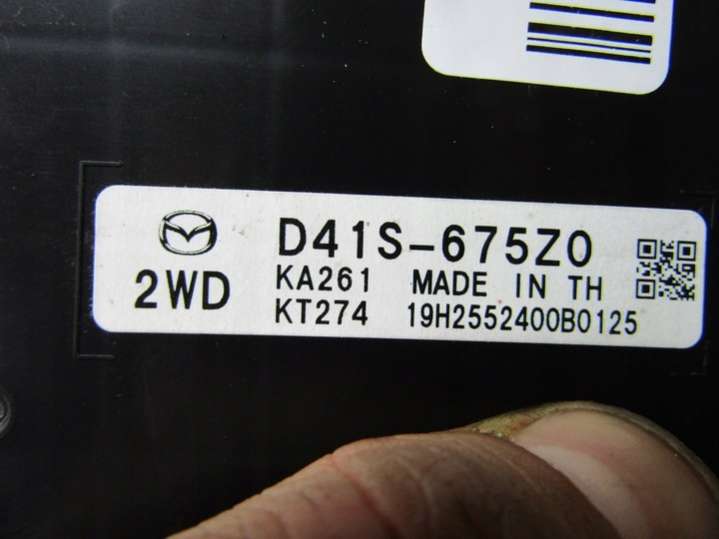 D41S-675Z0
2WD
KA261 MADE IN TH
KT274 19H2552400B0125